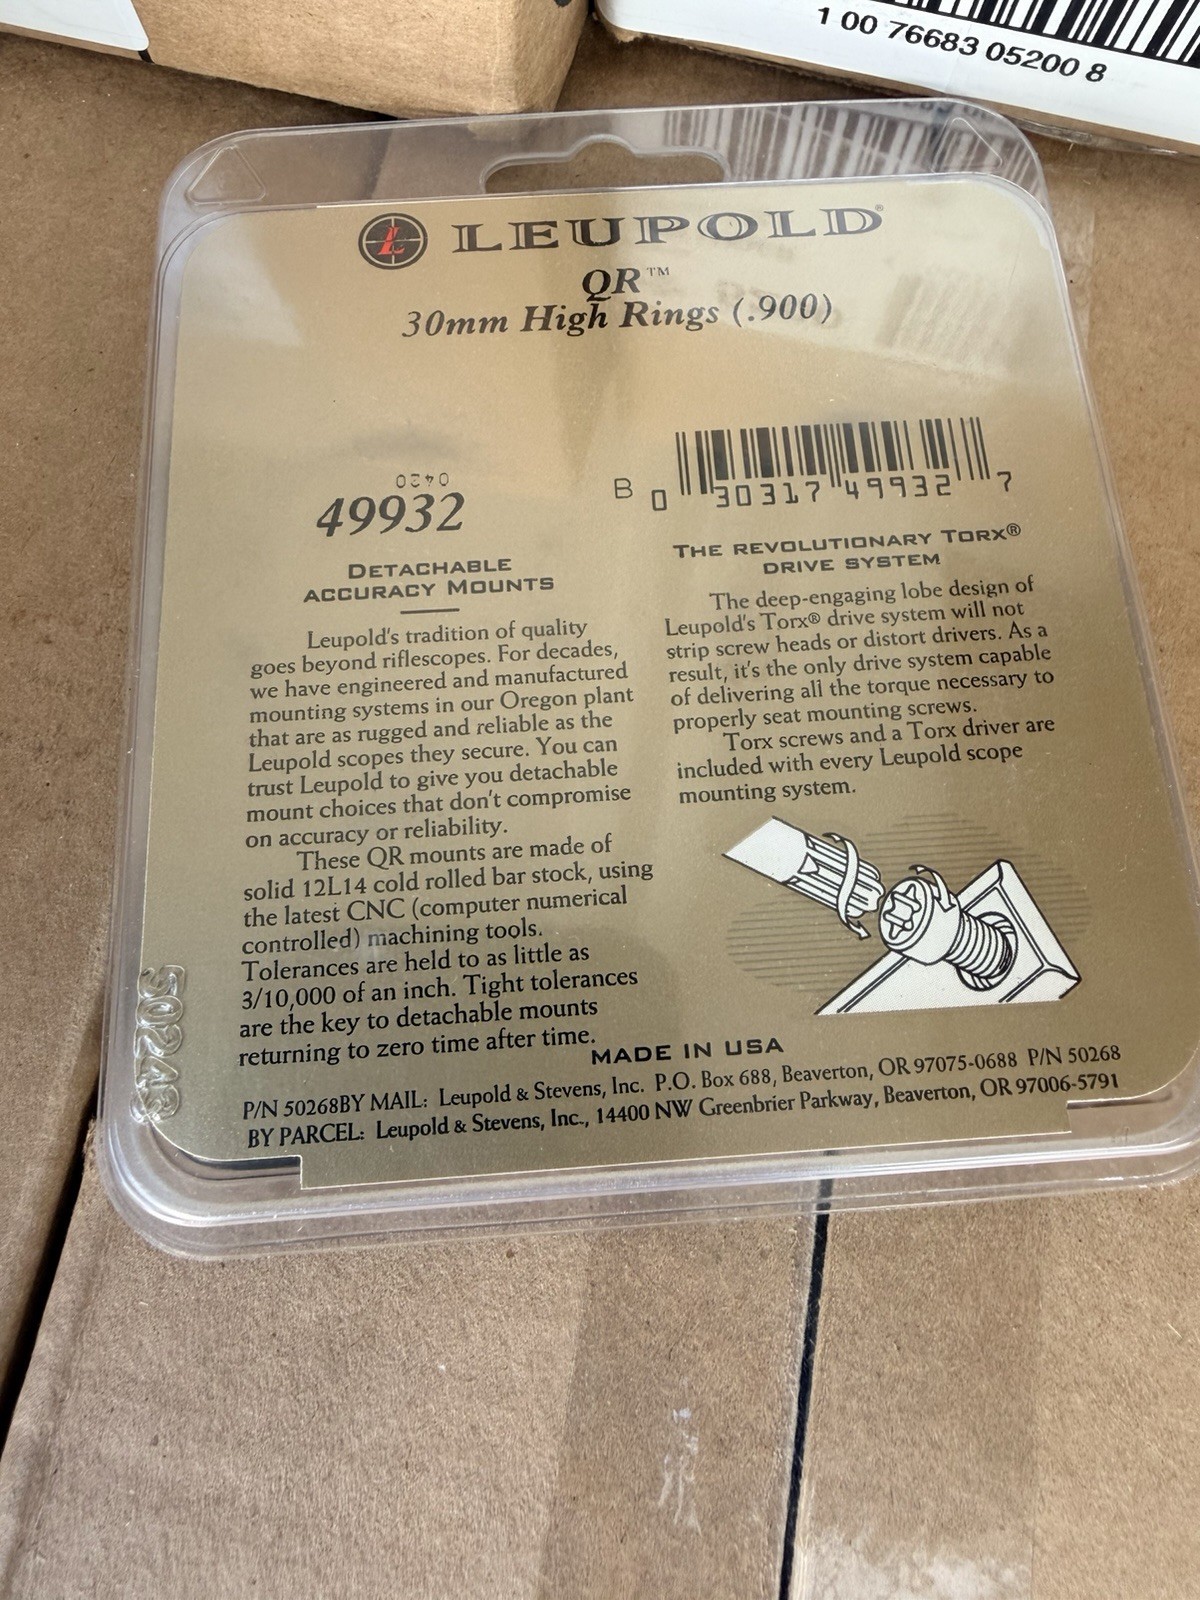 1 00 76683 05200 8
LEUPOLD®
QR™
30mm High Rings (.900)
0420
49932
B 0 30317 49932 7
DETACHABLE
ACCURACY MOUNTS
Leupold's tradition of quality
goes beyond riflescopes. For decades,
we have engineered and manufactured
mounting systems in our Oregon plant
that are as rugged and reliable as the
Leupold scopes they secure. You can
trust Leupold to give you detachable
mount choices that don't compromise
on accuracy or reliability.
These QR mounts are made of
solid 12L14 cold rolled bar stock, using
the latest CNC (computer numerical
controlled) machining tools.
Tolerances are held to as little as
3/10,000 of an inch. Tight tolerances
are the key to detachable mounts
returning to zero time after time.
THE REVOLUTIONARY TORX®
DRIVE SYSTEM
The deep-engaging lobe design of
Leupold's Torx® drive system will not
strip screw heads or distort drivers. As a
result, it's the only drive system capable
of delivering all the torque necessary to
properly seat mounting screws.
Torx screws and a Torx driver are
included with every Leupold scope
mounting system.
MADE IN USA
P/N 50268BY MAIL: Leupold & Stevens, Inc. P.O. Box 688, Beaverton, OR 97075-0688 P/N 50268
BY PARCEL: Leupold & Stevens, Inc., 14400 NW Greenbrier Parkway, Beaverton, OR 97006-5791